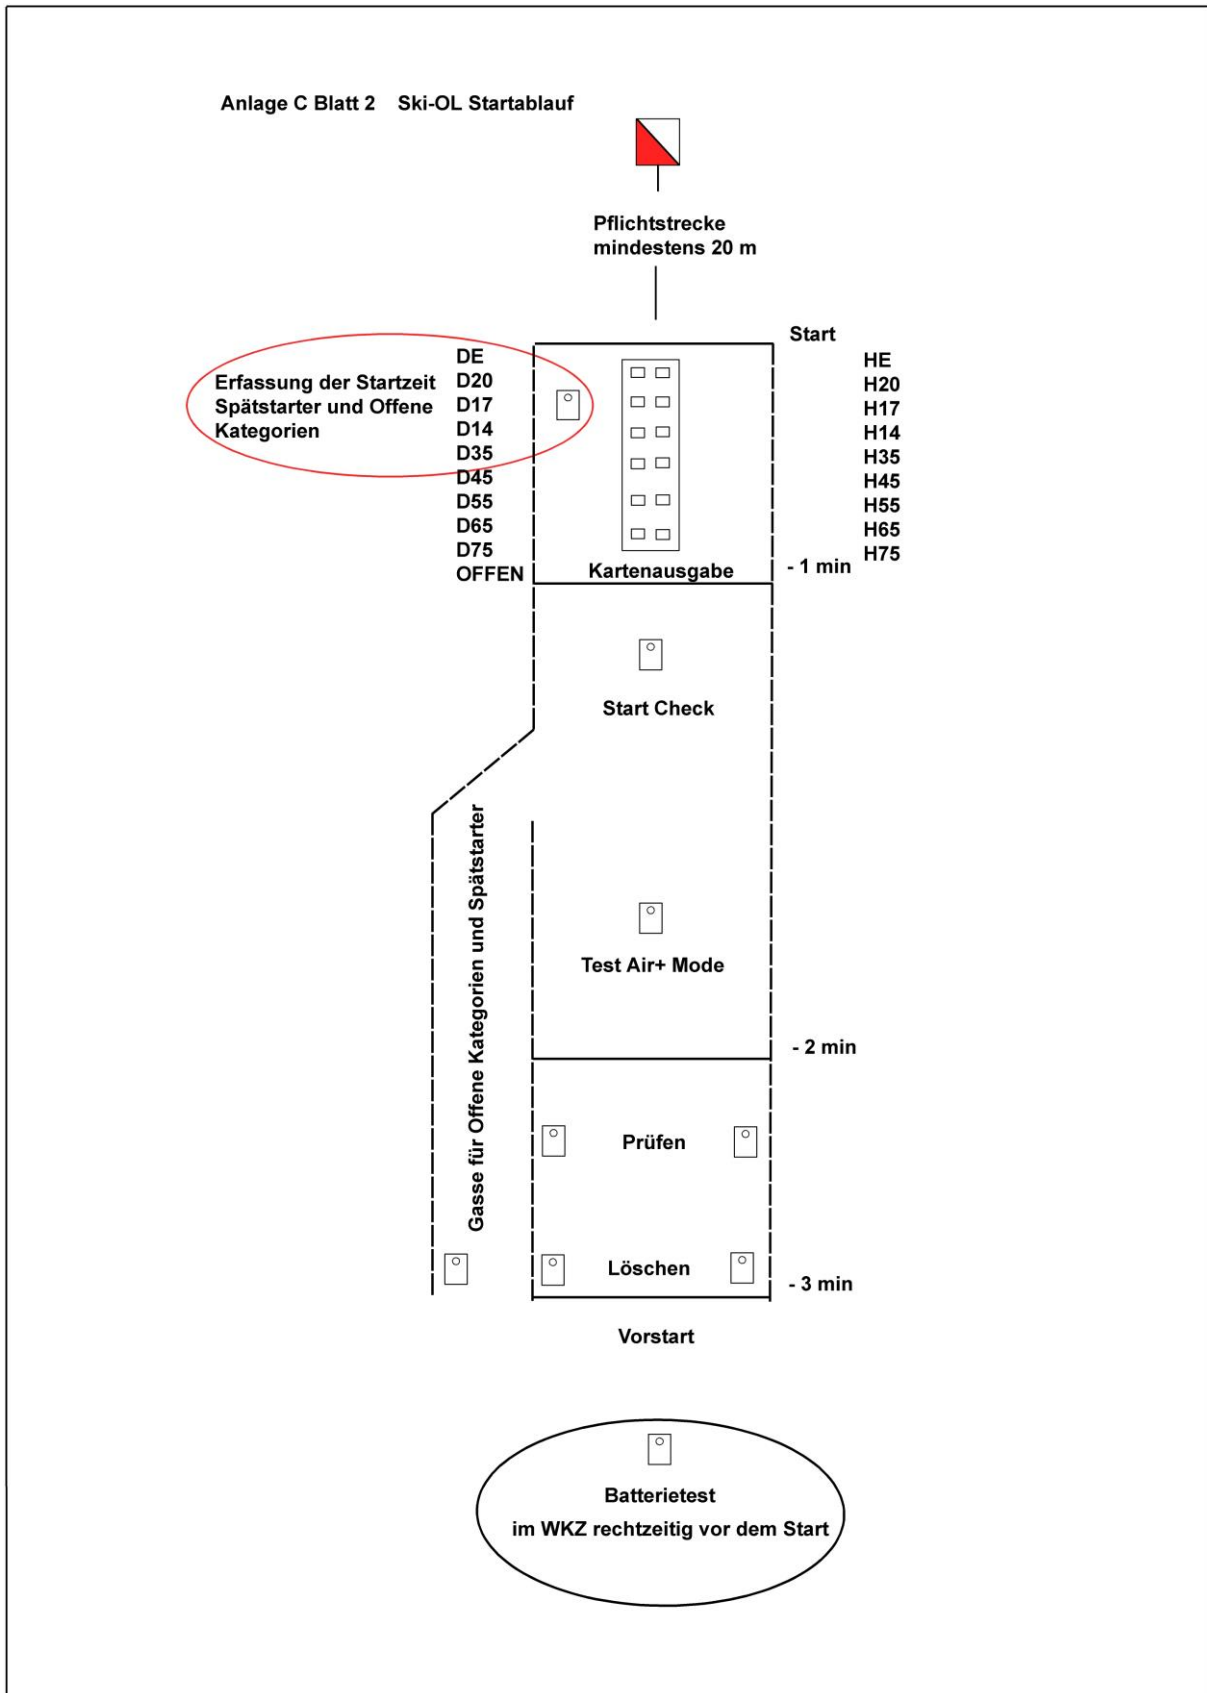 Anlage C Blatt 2    Ski-OL Startablauf
Pflichtstrecke
mindestens 20 m
Start
Erfassung der Startzeit
Spätstarter und Offene
Kategorien
DE
D20
D17
D14
D35
D45
D55
D65
D75
OFFEN
HE
H20
H17
H14
H35
H45
H55
H65
H75
Kartenausgabe
- 1 min
Start Check
Gasse für Offene Kategorien und Spätstarter
Test Air+ Mode
- 2 min
Prüfen
Löschen
- 3 min
Vorstart
Batterietest
im WKZ rechtzeitig vor dem Start